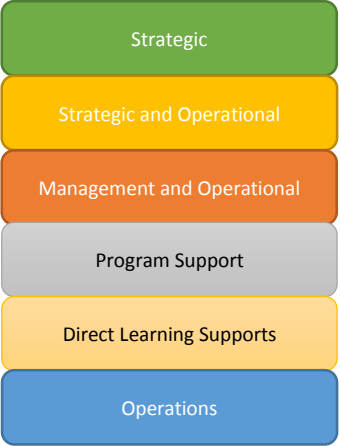 Strategic
Strategic and Operational
Management and Operational
Program Support
Direct Learning Supports
Operations